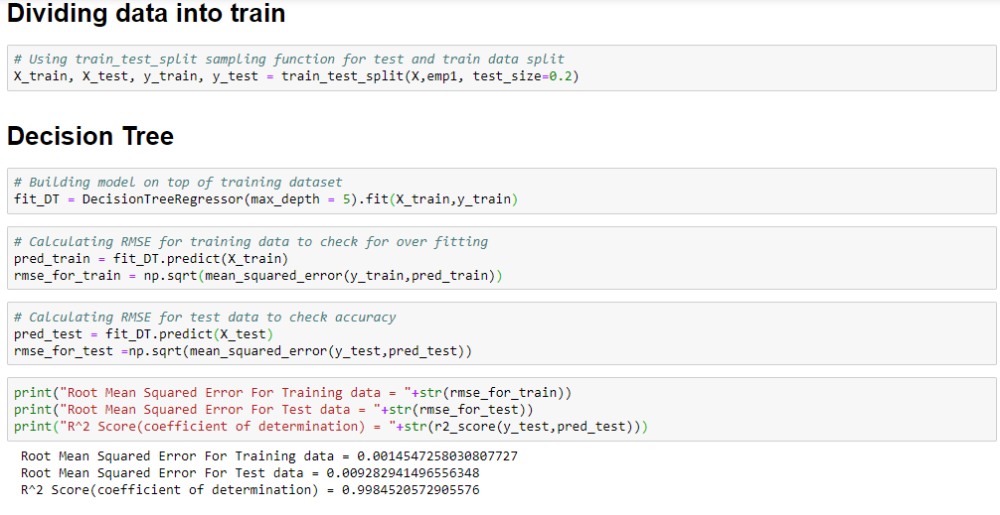 Dividing data into train
# Using train_test_split sampling function for test and train data split
X_train, X_test, y_train, y_test = train_test_split(X,emp1, test_size=0.2)
Decision Tree
# Building model on top of training dataset
fit_DT = DecisionTreeRegressor(max_depth = 5).fit(X_train,y_train)
# Calculating RMSE for training data to check for over fitting
pred_train = fit_DT.predict(X_train)
rmse_for_train = np.sqrt(mean_squared_error(y_train,pred_train))
# Calculating RMSE for test data to check accuracy
pred_test = fit_DT.predict(X_test)
rmse_for_test =np.sqrt(mean_squared_error(y_test,pred_test))
print("Root Mean Squared Error For Training data = "+str(rmse_for_train))
print("Root Mean Squared Error For Test data = "+str(rmse_for_test))
print("R^2 Score(coefficient of determination) = "+str(r2_score(y_test,pred_test)))
Root Mean Squared Error For Training data = 0.0014547258030807727
Root Mean Squared Error For Test data = 0.009282941496556348
R^2 Score(coefficient of determination) = 0.9984520572905576